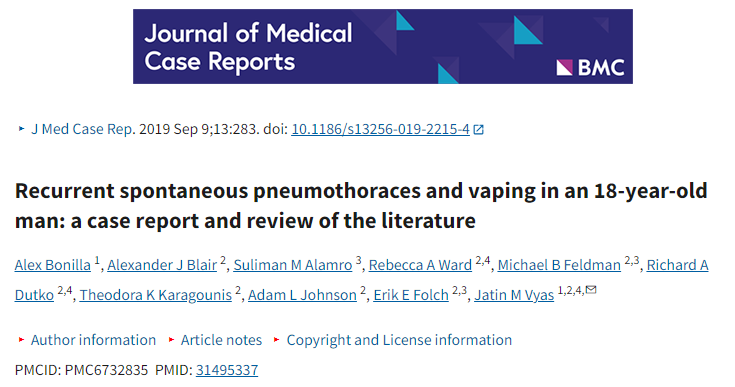 Journal of Medical
Case Reports
BMC
J Med Case Rep. 2019 Sep 9;13:283. doi: 10.1186/s13256-019-2215-4
Recurrent spontaneous pneumothoraces and vaping in an 18-year-old
man: a case report and review of the literature
Alex Bonilla 1, Alexander J Blair 2, Suliman M Alamro 3, Rebecca A Ward 2,4, Michael B Feldman 2,3, Richard A
Dutko 2,4, Theodora K Karagounis 2, Adam L Johnson 2, Erik E Folch 2,3, Jatin M Vyas 1,2,4,✉
Author information Article notes Copyright and License information
PMCID: PMC6732835 PMID: 31495337